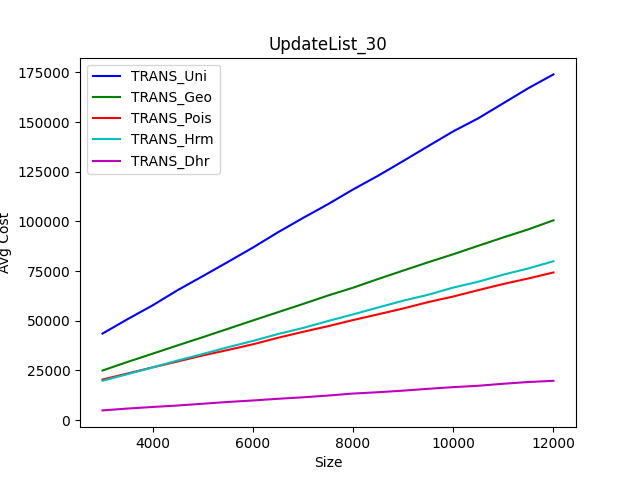 UpdateList_30
TRANS_Uni
TRANS_Geo
TRANS_Pois
TRANS_Hrm
TRANS_Dhr
Avg Cost
175000
150000
125000
100000
75000
50000
25000
0
4000 6000 8000 10000 12000
Size